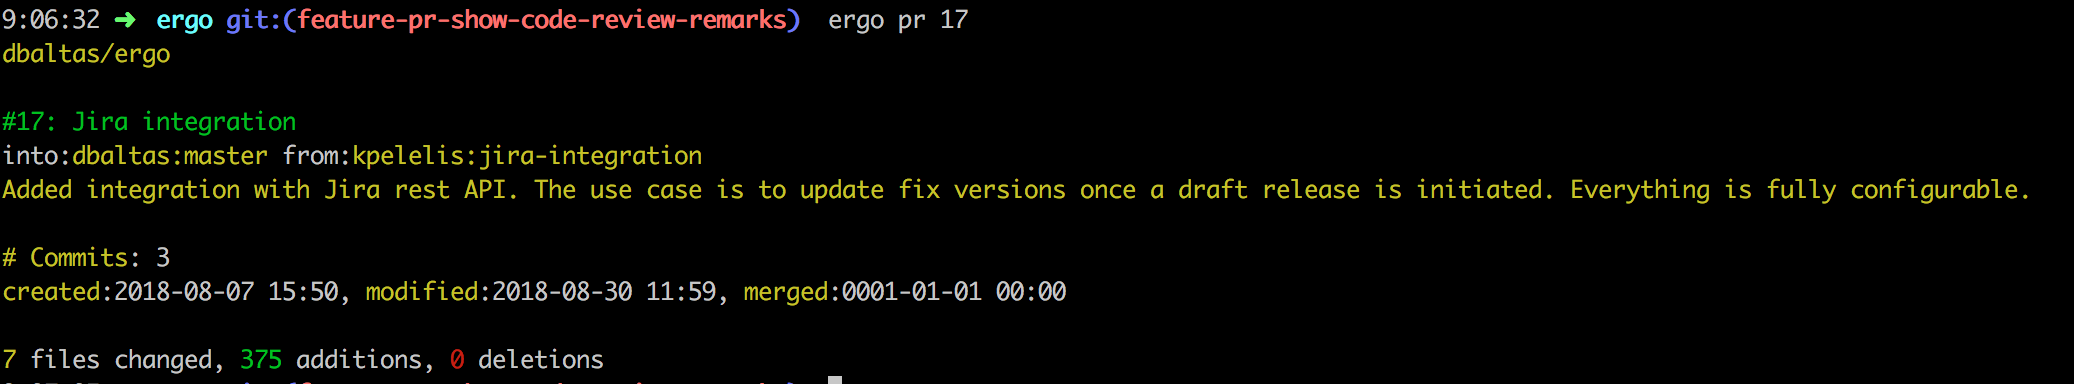 9:06:32 ➜ ergo git:(feature-pr-show-code-review-remarks) ergo pr 17
dbaltas/ergo
#17: Jira integration
into:dbaltas:master from:kpelelis:jira-integration
Added integration with Jira rest API. The use case is to update fix versions once a draft release is initiated. Everything is fully configurable.
# Commits: 3
created:2018-08-07 15:50, modified:2018-08-30 11:59, merged:0001-01-01 00:00
7 files changed, 375 additions, 0 deletions